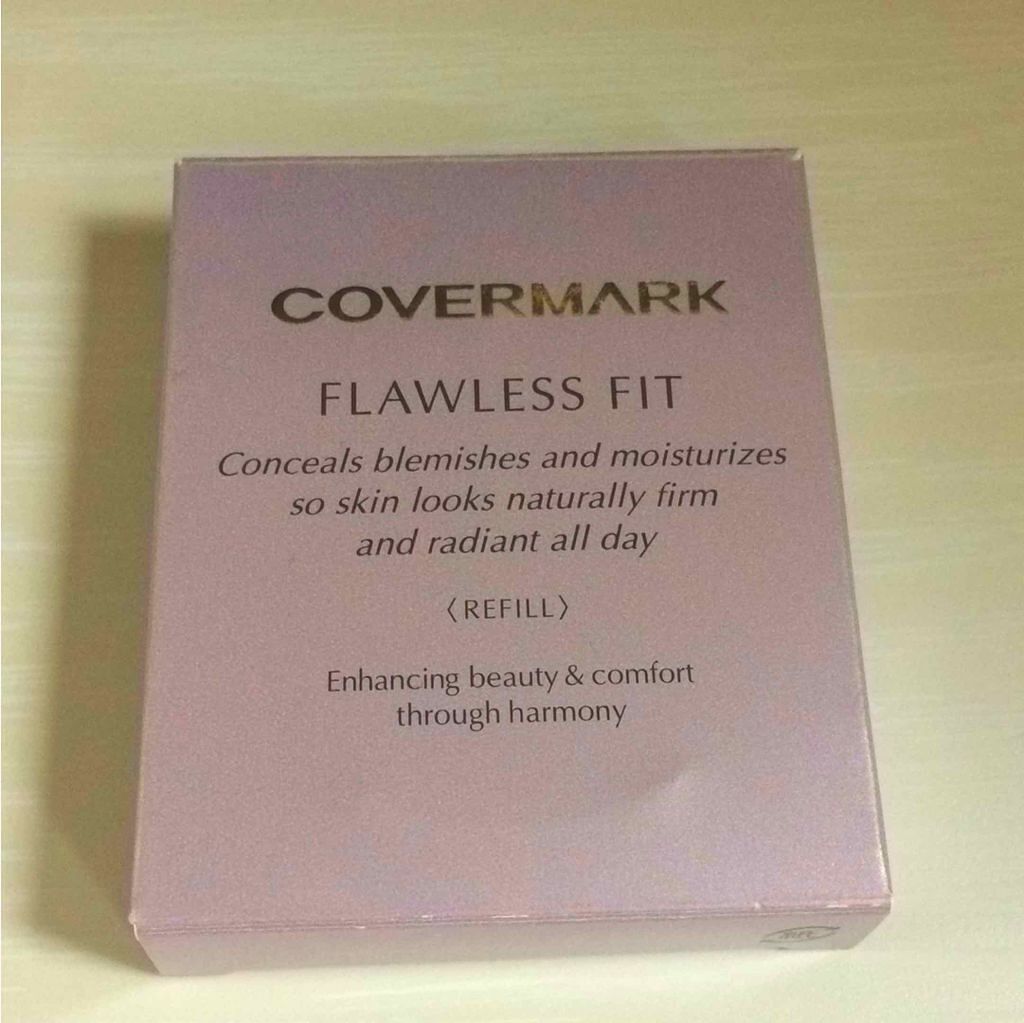 COVERMARK
FLAWLESS FIT
Conceals blemishes and moisturizes
so skin looks naturally firm
and radiant all day
〈REFILL〉
Enhancing beauty & comfort
through harmony